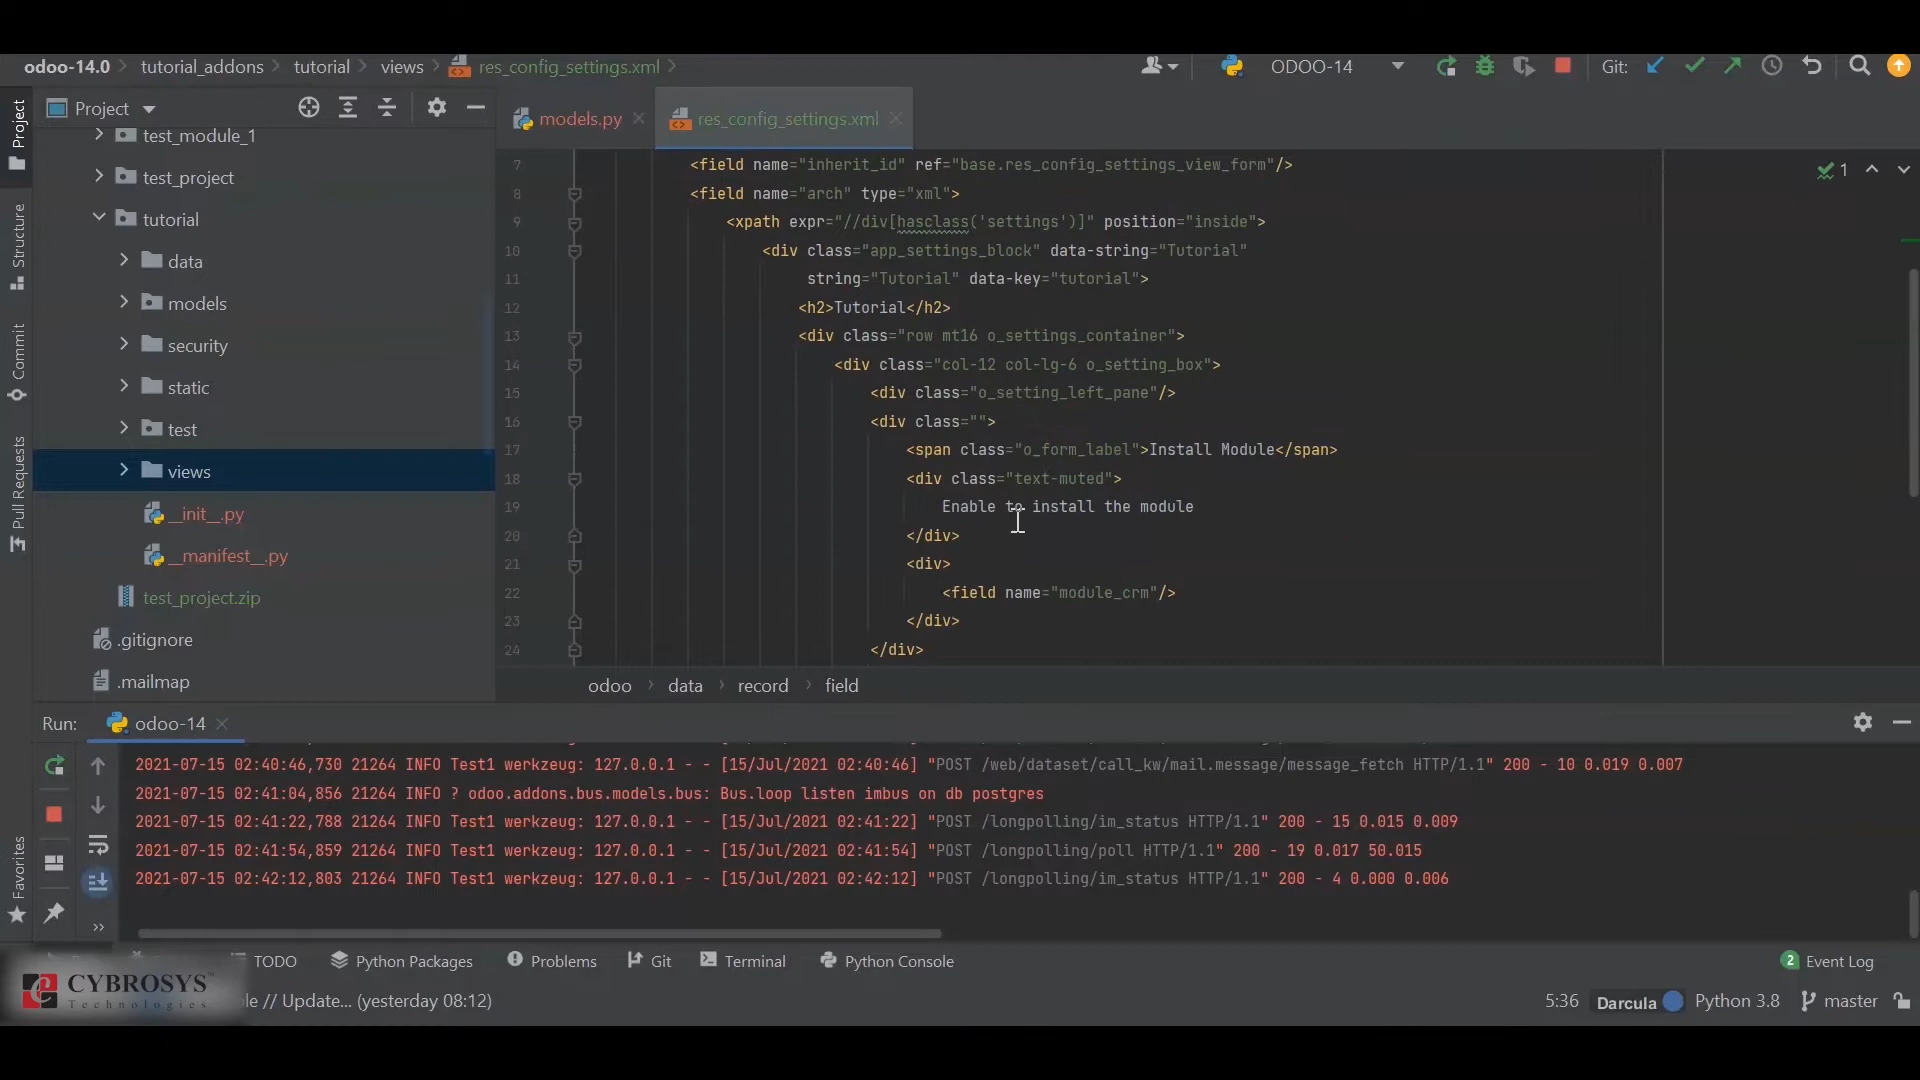 odoo-14.0 tutorial_addons tutorial views res_config_settings.xml ODOO-14 Git:
Project
models.py res_config_settings.xml
test_module_1
test_project
tutorial
data
models
security
static
test
views
__init__.py
__manifest__.py
test_project.zip
.gitignore
.mailmap
Project
Structure
Commit
Pull Requests
Favorites
1
7 <field name="inherit_id" ref="base.res_config_settings_view_form"/>
8 <field name="arch" type="xml">
9 <xpath expr="//div[hasclass('settings')]" position="inside">
10 <div class="app_settings_block" data-string="Tutorial"
11 string="Tutorial" data-key="tutorial">
12 <h2>Tutorial</h2>
13 <div class="row mt16 o_settings_container">
14 <div class="col-12 col-lg-6 o_setting_box">
15 <div class="o_setting_left_pane"/>
16 <div class="">
17 <span class="o_form_label">Install Module</span>
18 <div class="text-muted">
19 Enable to install the module
20 </div>
21 <div>
22 <field name="module_crm"/>
23 </div>
24 </div>
odoo data record field
Run: odoo-14
2021-07-15 02:40:46,730 21264 INFO Test1 werkzeug: 127.0.0.1 - - [15/Jul/2021 02:40:46] "POST /web/dataset/call_kw/mail.message/message_fetch HTTP/1.1" 200 - 10 0.019 0.007
2021-07-15 02:41:04,856 21264 INFO ? odoo.addons.bus.models.bus: Bus.loop listen imbus on db postgres
2021-07-15 02:41:22,788 21264 INFO Test1 werkzeug: 127.0.0.1 - - [15/Jul/2021 02:41:22] "POST /longpolling/im_status HTTP/1.1" 200 - 15 0.015 0.009
2021-07-15 02:41:54,859 21264 INFO Test1 werkzeug: 127.0.0.1 - - [15/Jul/2021 02:41:54] "POST /longpolling/poll HTTP/1.1" 200 - 19 0.017 50.015
2021-07-15 02:42:12,803 21264 INFO Test1 werkzeug: 127.0.0.1 - - [15/Jul/2021 02:42:12] "POST /longpolling/im_status HTTP/1.1" 200 - 4 0.000 0.006
TODO Python Packages Problems Git Terminal Python Console 2 Event Log
CYBROSYS
Technologies
le // Update... (yesterday 08:12) 5:36 Darcula Python 3.8 master